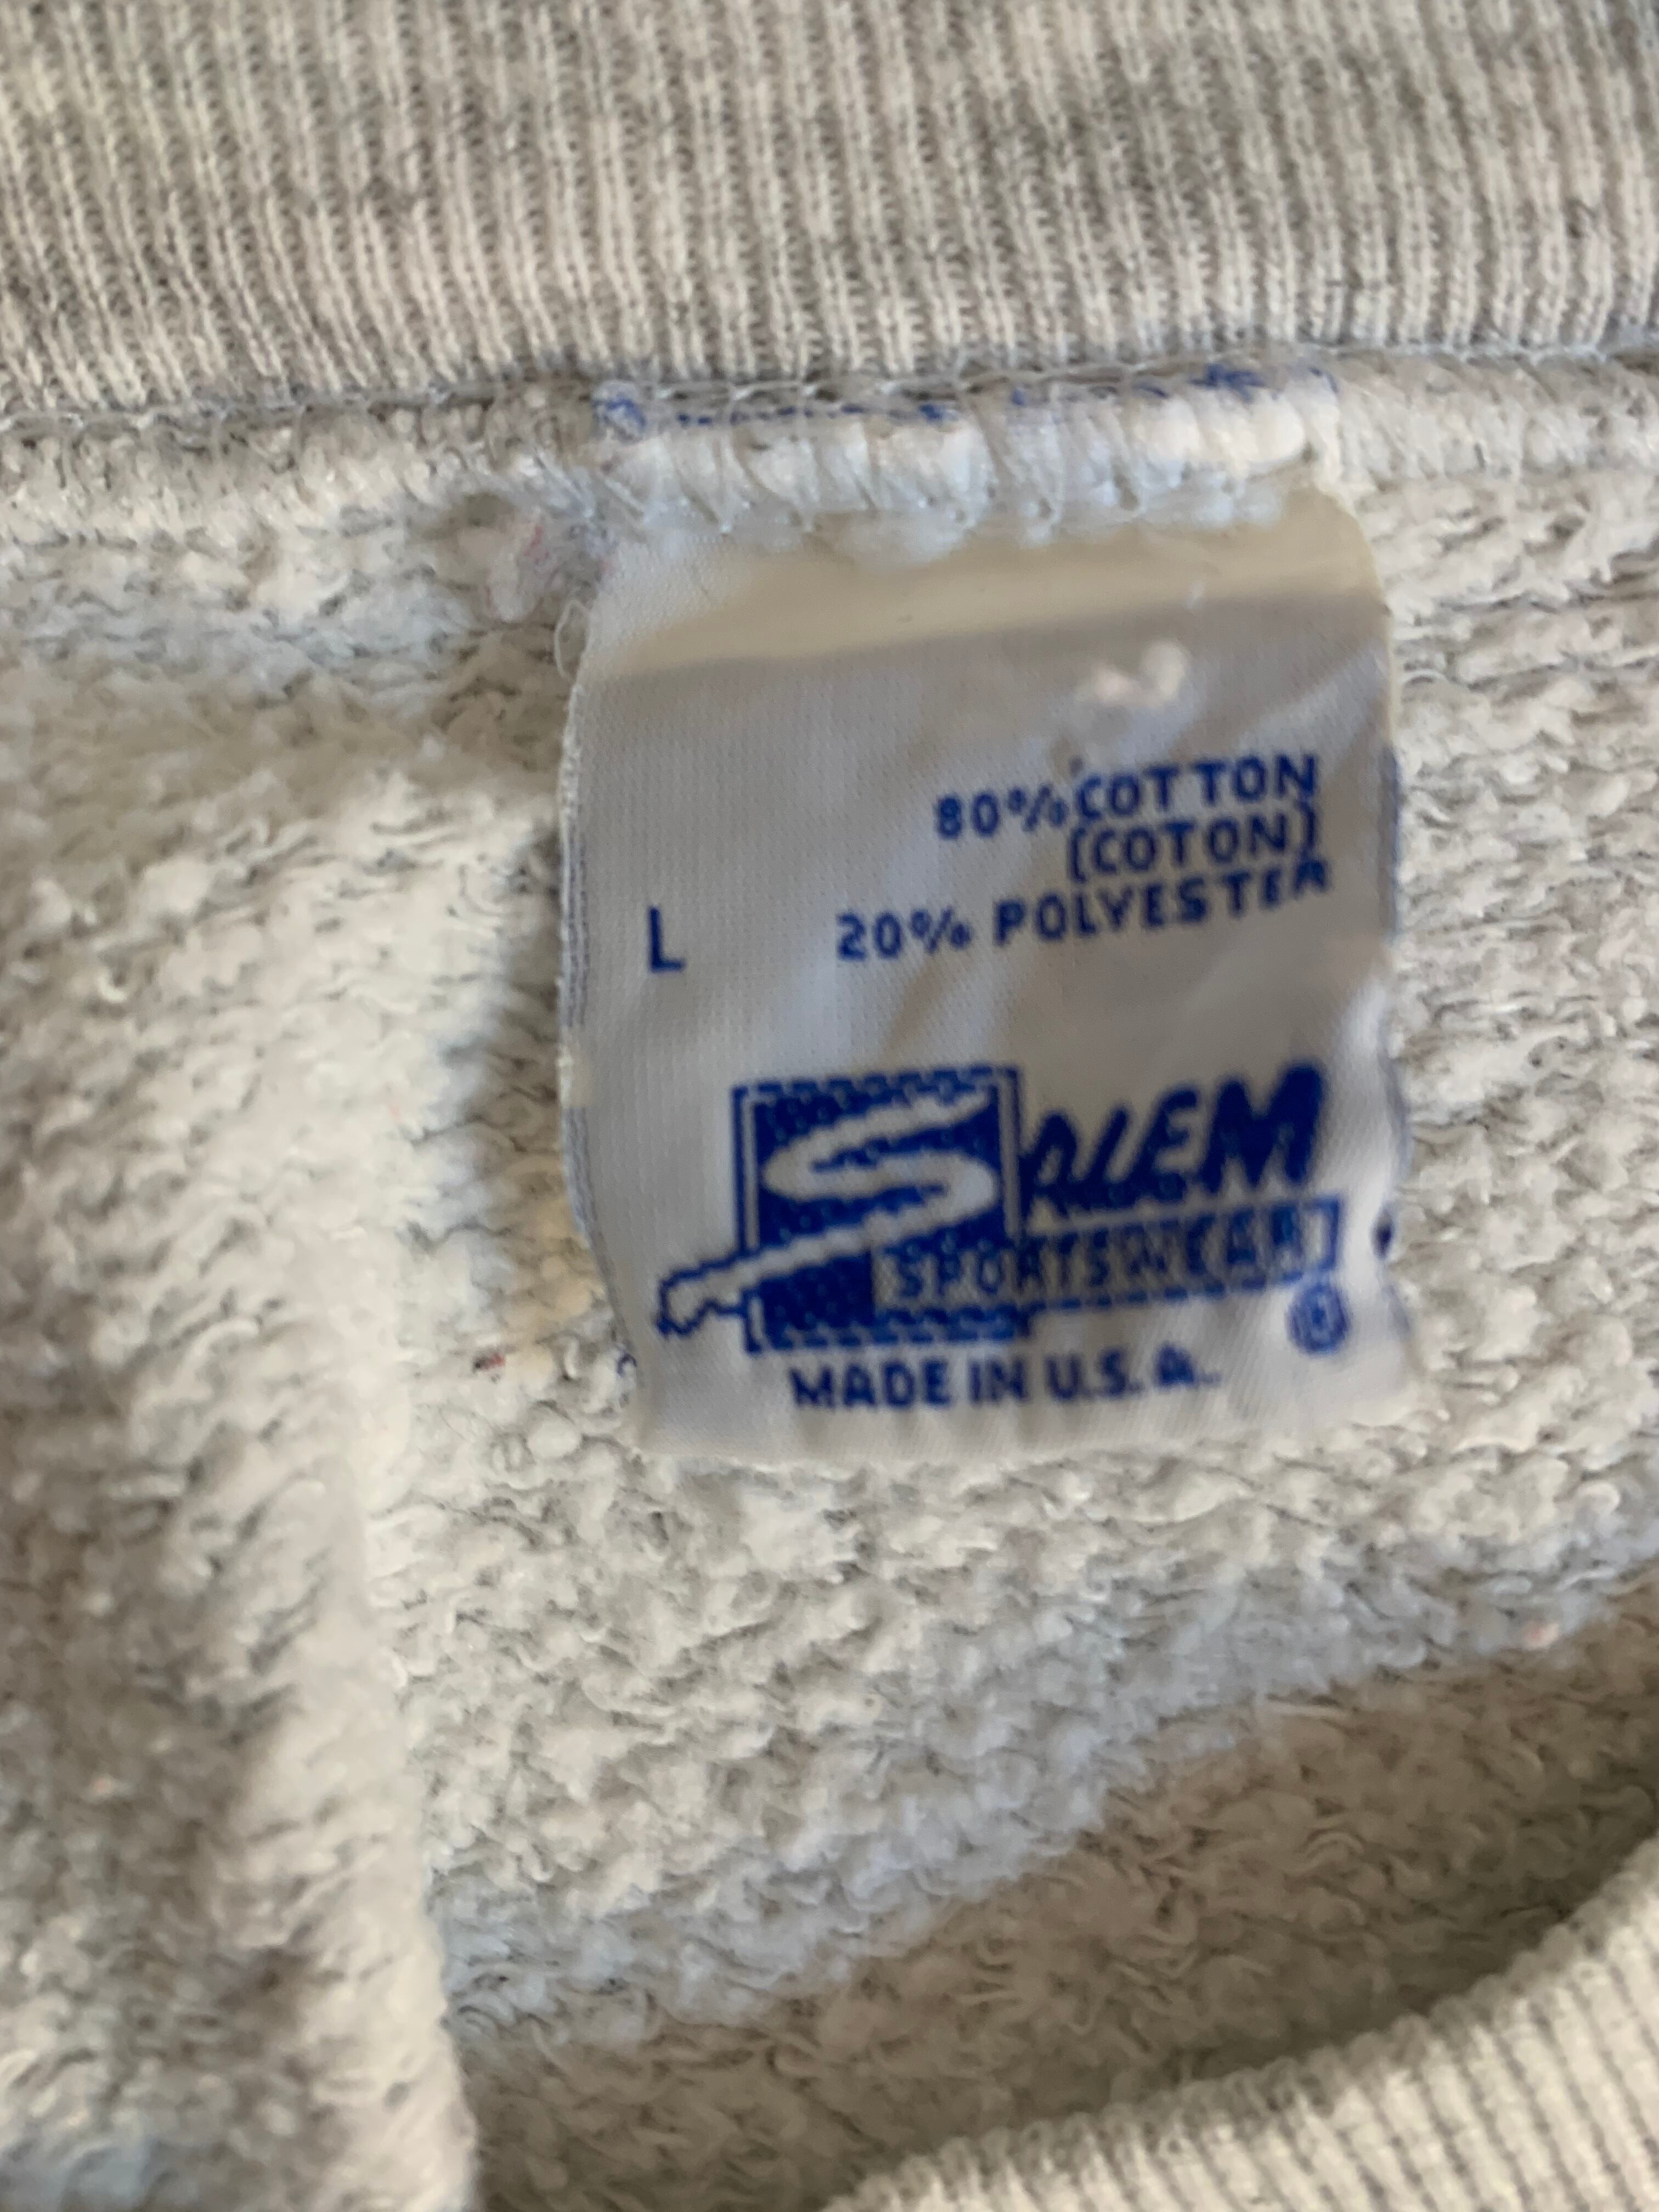 80% COTTON
(COTON)
L 20% POLYESTER
SALEM
SPORTSWEAR
®
MADE IN U.S.A.